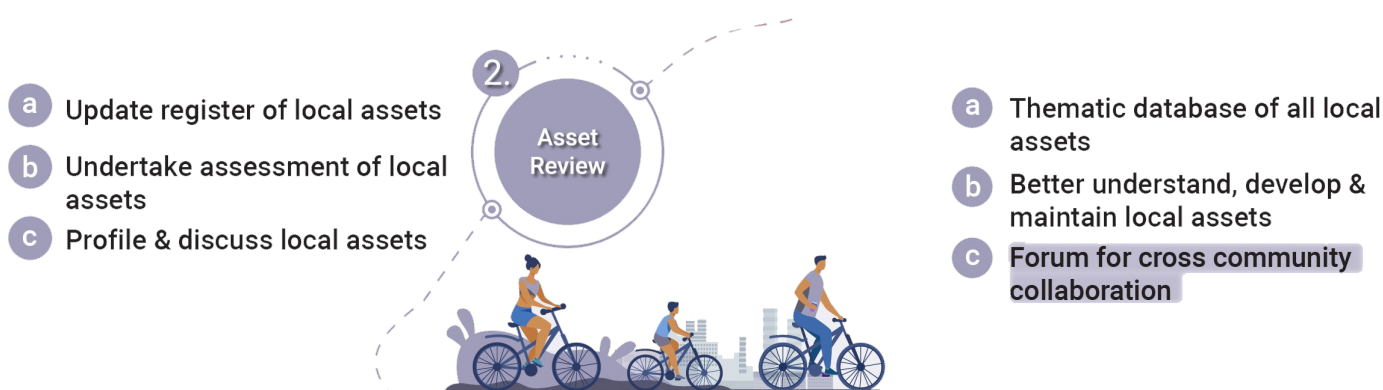 a Update register of local assets
b Undertake assessment of local
assets
c Profile & discuss local assets
2.
Asset
Review
a Thematic database of all local
assets
b Better understand, develop &
maintain local assets
c Forum for cross community
collaboration